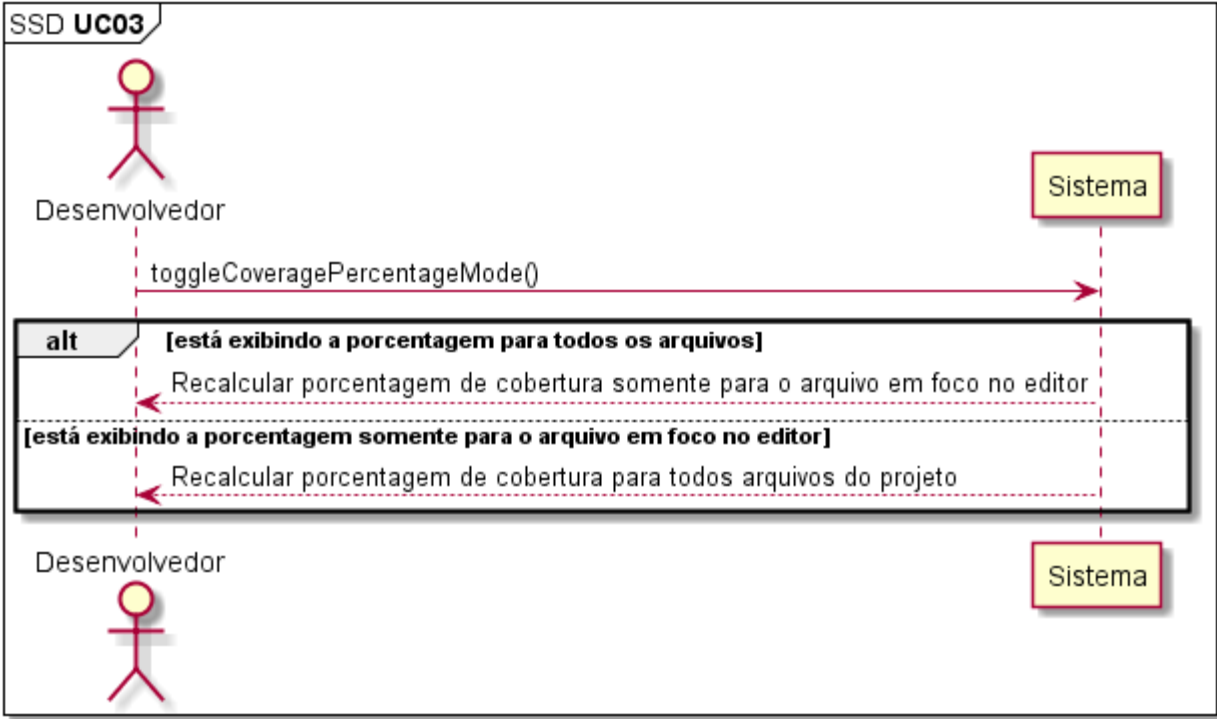 SSD UC03
Desenvolvedor
Sistema
toggleCoveragePercentageMode()
alt [está exibindo a porcentagem para todos os arquivos]
Recalcular porcentagem de cobertura somente para o arquivo em foco no editor
[está exibindo a porcentagem somente para o arquivo em foco no editor]
Recalcular porcentagem de cobertura para todos arquivos do projeto
Desenvolvedor
Sistema